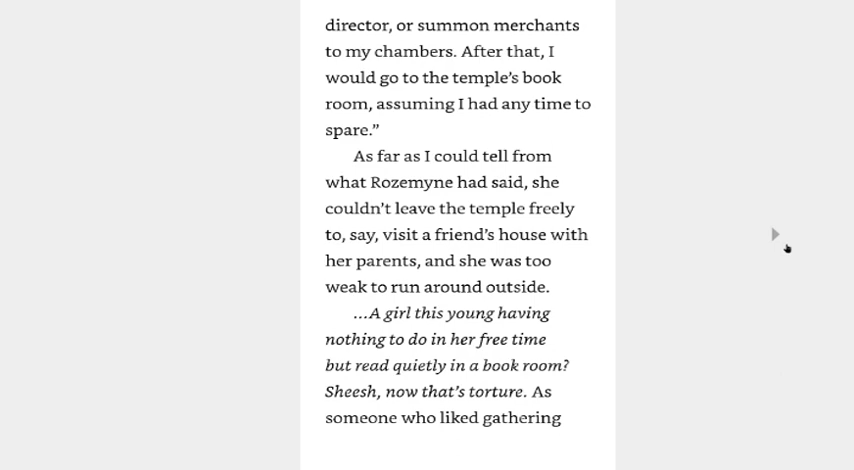 director, or summon merchants
to my chambers. After that, I
would go to the temple’s book
room, assuming I had any time to
spare.”
As far as I could tell from
what Rozemyne had said, she
couldn’t leave the temple freely
to, say, visit a friend’s house with
her parents, and she was too
weak to run around outside.
...A girl this young having
nothing to do in her free time
but read quietly in a book room?
Sheesh, now that’s torture. As
someone who liked gathering